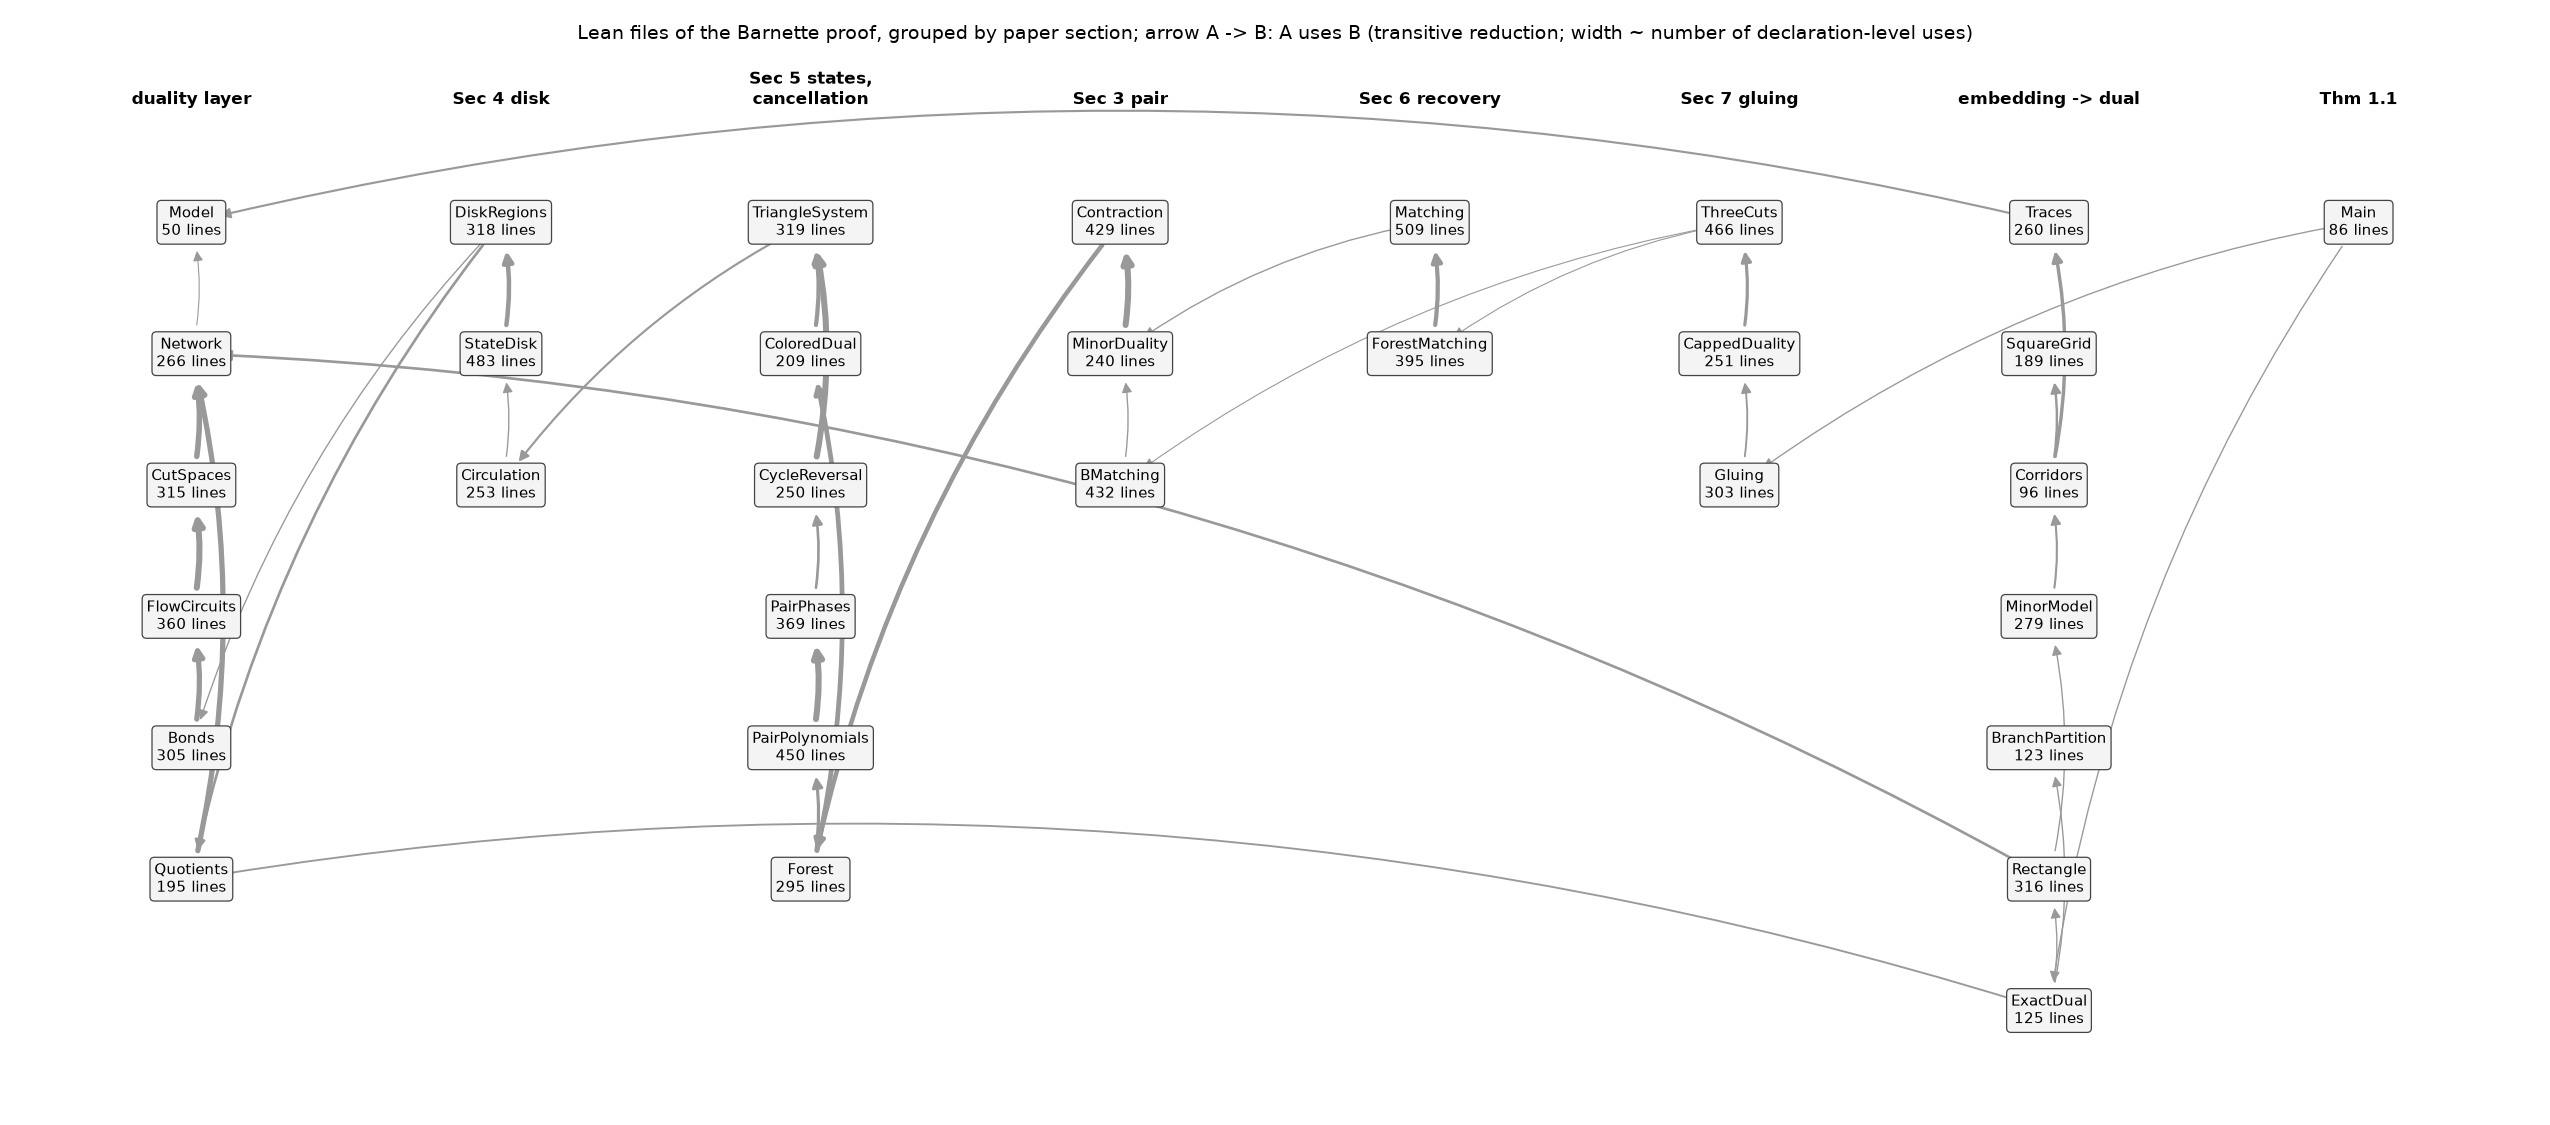 Lean files of the Barnette proof, grouped by paper section; arrow A -> B: A uses B (transitive reduction; width ~ number of declaration-level uses)
duality layer
Sec 4 disk
Sec 5 states,
cancellation
Sec 3 pair
Sec 6 recovery
Sec 7 gluing
embedding -> dual
Thm 1.1
Model
50 lines
DiskRegions
318 lines
TriangleSystem
319 lines
Contraction
429 lines
Matching
509 lines
ThreeCuts
466 lines
Traces
260 lines
Main
86 lines
Network
266 lines
StateDisk
483 lines
ColoredDual
209 lines
MinorDuality
240 lines
ForestMatching
395 lines
CappedDuality
251 lines
SquareGrid
189 lines
CutSpaces
315 lines
Circulation
253 lines
CycleReversal
250 lines
BMatching
432 lines
Gluing
303 lines
Corridors
96 lines
FlowCircuits
360 lines
PairPhases
369 lines
MinorModel
279 lines
Bonds
305 lines
PairPolynomials
450 lines
BranchPartition
123 lines
Quotients
195 lines
Forest
295 lines
Rectangle
316 lines
ExactDual
125 lines